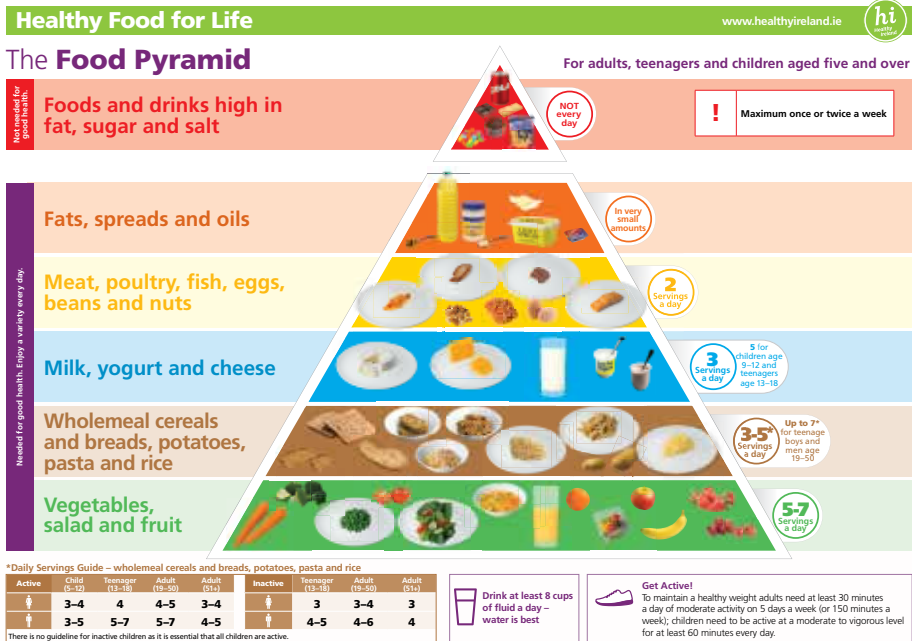 Healthy Food for Life
www.healthyireland.ie
hi
Healthy
Ireland
The Food Pyramid
For adults, teenagers and children aged five and over
Not needed for
good health.
Foods and drinks high in
fat, sugar and salt
NOT
every
day
!
Maximum once or twice a week
Needed for good health. Enjoy a variety every day.
Fats, spreads and oils
In very
small
amounts
Meat, poultry, fish, eggs,
beans and nuts
2
Servings
a day
Milk, yogurt and cheese
3
Servings
a day
5 for
children age
9–12 and
teenagers
age 13–18
Wholemeal cereals
and breads, potatoes,
pasta and rice
3-5*
Servings
a day
Up to 7*
for teenage
boys and
men age
19–50
Vegetables,
salad and fruit
5-7
Servings
a day
*Daily Servings Guide – wholemeal cereals and breads, potatoes, pasta and rice
Active Child (5–12) Teenager (13–18) Adult (19–50) Adult (51+)
3–4 4 4–5 3–4
3–5 5–7 5–7 4–5
Inactive Teenager (13–18) Adult (19–50) Adult (51+)
3 3–4 3
4–5 4–6 4
There is no guideline for inactive children as it is essential that all children are active.
Drink at least 8 cups
of fluid a day –
water is best
Get Active!
To maintain a healthy weight adults need at least 30 minutes
a day of moderate activity on 5 days a week (or 150 minutes a
week); children need to be active at a moderate to vigorous level
for at least 60 minutes every day.